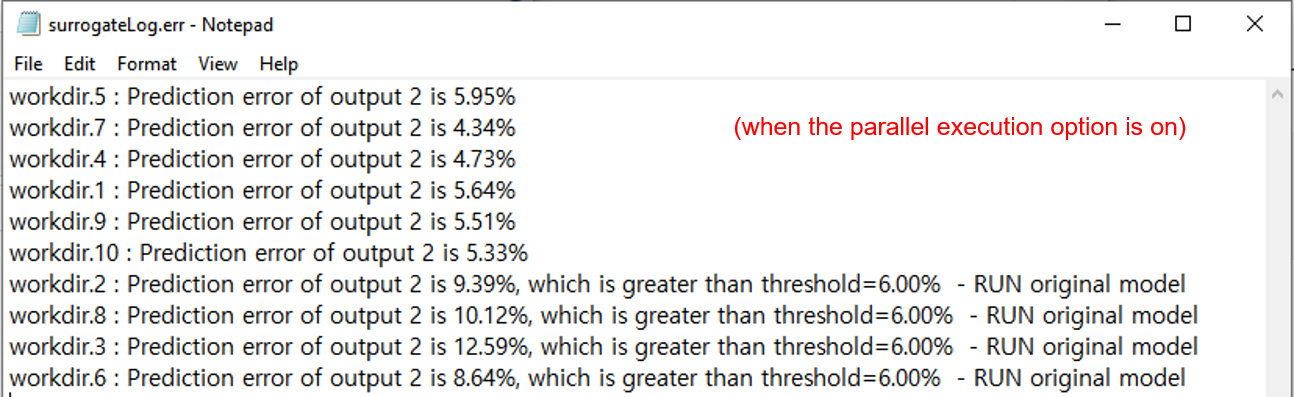 surrogateLog.err - Notepad
File Edit Format View Help
workdir.5 : Prediction error of output 2 is 5.95%
(when the parallel execution option is on)
workdir.7 : Prediction error of output 2 is 4.34%
workdir.4 : Prediction error of output 2 is 4.73%
workdir.1 : Prediction error of output 2 is 5.64%
workdir.9 : Prediction error of output 2 is 5.51%
workdir.10 : Prediction error of output 2 is 5.33%
workdir.2 : Prediction error of output 2 is 9.39%, which is greater than threshold=6.00%  - RUN original model
workdir.8 : Prediction error of output 2 is 10.12%, which is greater than threshold=6.00%  - RUN original model
workdir.3 : Prediction error of output 2 is 12.59%, which is greater than threshold=6.00%  - RUN original model
workdir.6 : Prediction error of output 2 is 8.64%, which is greater than threshold=6.00%  - RUN original model